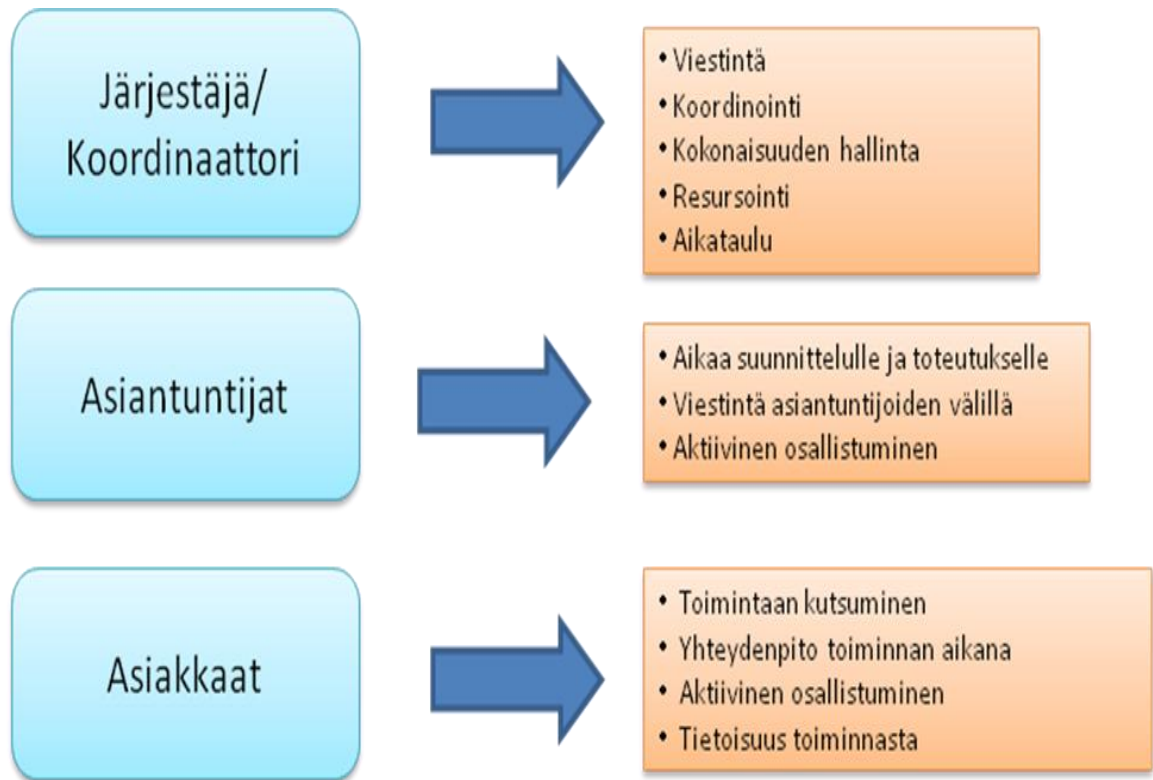 Järjestäjä/
Koordinaattori
• Viestintä
• Koordinointi
• Kokonaisuuden hallinta
• Resursointi
• Aikataulu
Asiantuntijat
• Aikaa suunnittelulle ja toteutukselle
• Viestintä asiantuntijoiden välillä
• Aktiivinen osallistuminen
Asiakkaat
• Toimintaan kutsuminen
• Yhteydenpito toiminnan aikana
• Aktiivinen osallistuminen
• Tietoisuus toiminnasta